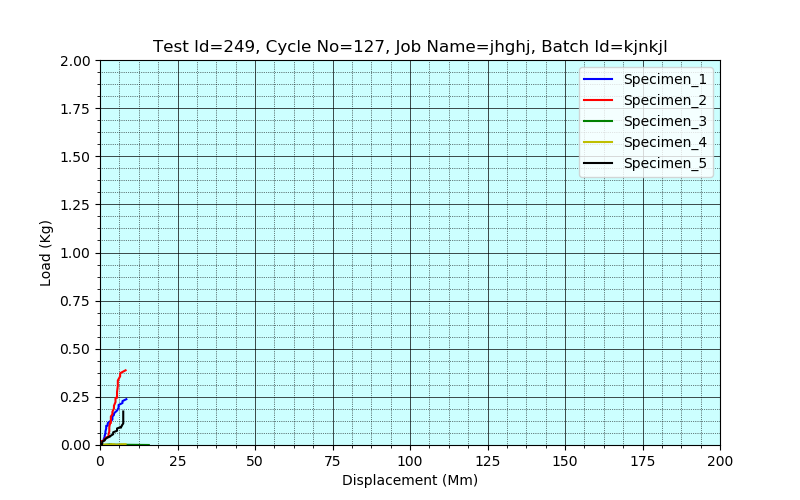 Test Id=249, Cycle No=127, Job Name=jhghj, Batch Id=kjnkjl
2.00
1.75
1.50
1.25
1.00
0.75
0.50
0.25
0.00
Load (Kg)
Specimen_1
Specimen_2
Specimen_3
Specimen_4
Specimen_5
0 25 50 75 100 125 150 175 200
Displacement (Mm)